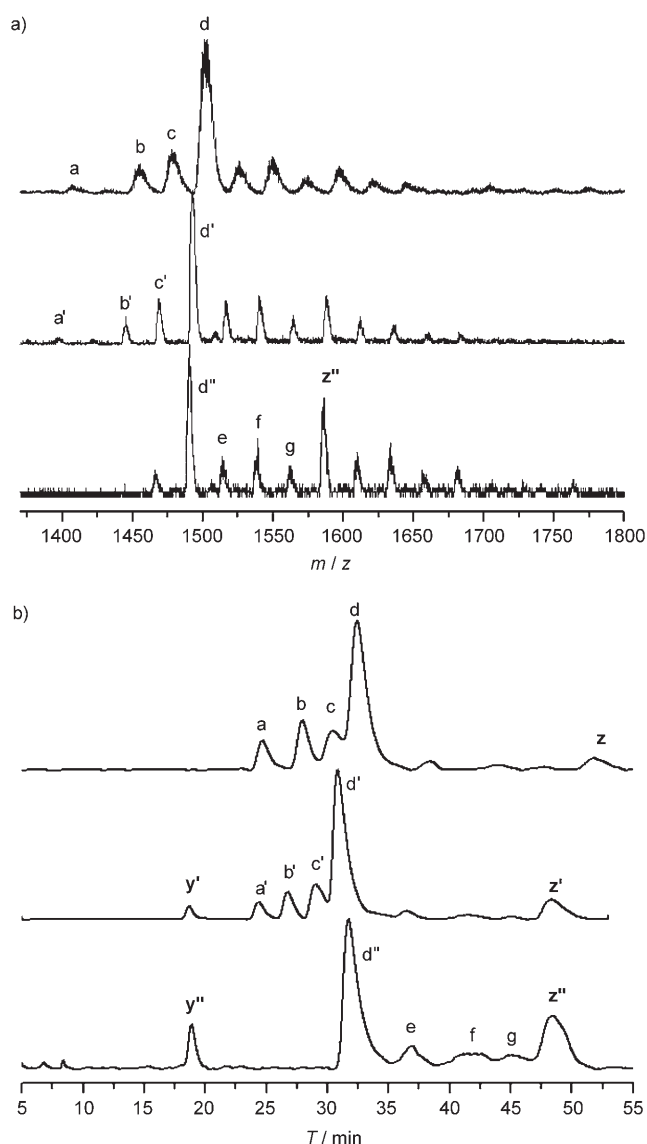 a)
d
a b c
d'
a' b' c'
d"
e f g z"
1400 1450 1500 1550 1600 1650 1700 1750 1800
m / z
b)
d
a b c z
d'
y' a' b' c' z'
d"
y" e f g z"
5 10 15 20 25 30 35 40 45 50 55
T / min